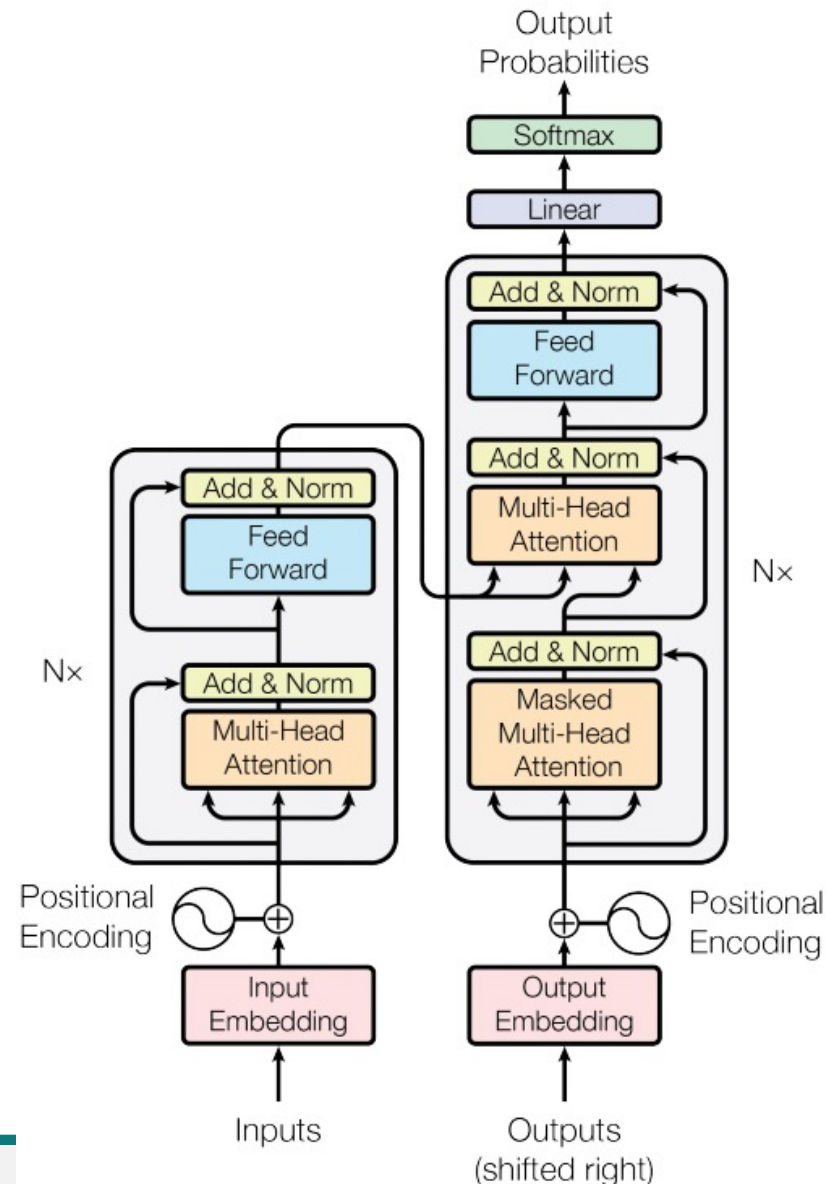 Output
Probabilities
Softmax
Linear
Add & Norm
Feed
Forward
Add & Norm
Multi-Head
Attention
Nx
Add & Norm
Masked
Multi-Head
Attention
Add & Norm
Feed
Forward
Nx
Add & Norm
Multi-Head
Attention
Positional
Encoding
Positional
Encoding
Input
Embedding
Output
Embedding
Inputs
Outputs
(shifted right)